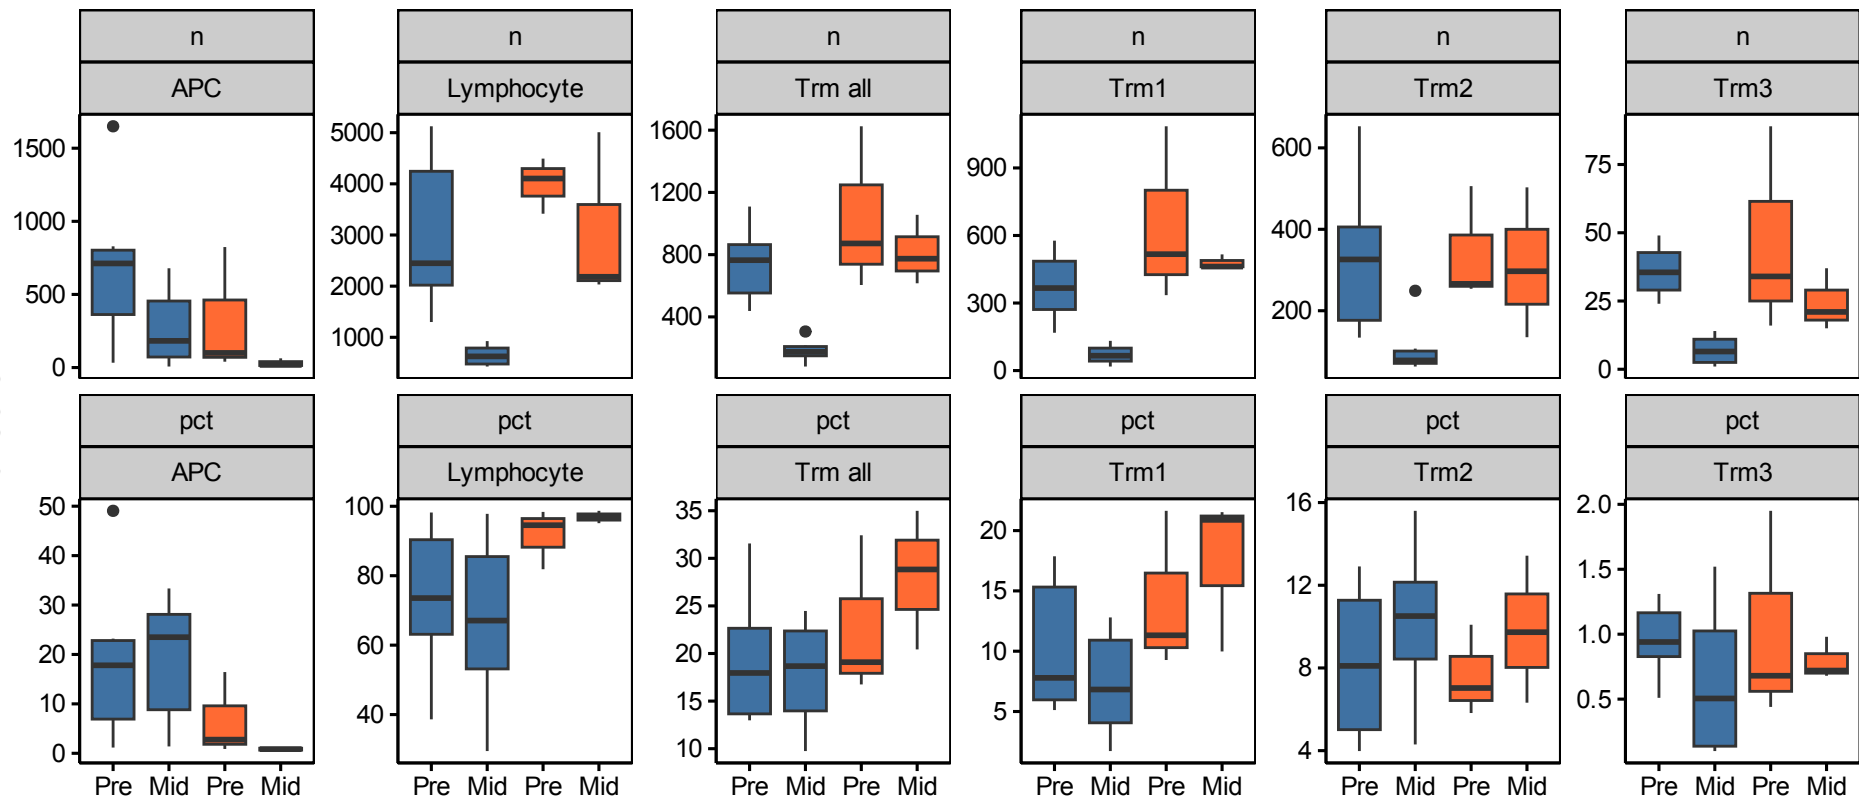 n n n n n n
APC Lymphocyte Trm all Trm1 Trm2 Trm3
1500 1000 500 0
5000 4000 3000 2000 1000
1600 1200 800 400
900 600 300 0
600 400 200
75 50 25 0
pct pct pct pct pct pct
APC Lymphocyte Trm all Trm1 Trm2 Trm3
50 40 30 20 10 0
100 80 60 40
35 30 25 20 15 10
20 15 10 5
16 12 8 4
2.0 1.5 1.0 0.5
Pre Mid Pre Mid Pre Mid Pre Mid Pre Mid Pre Mid Pre Mid Pre Mid Pre Mid Pre Mid Pre Mid Pre Mid